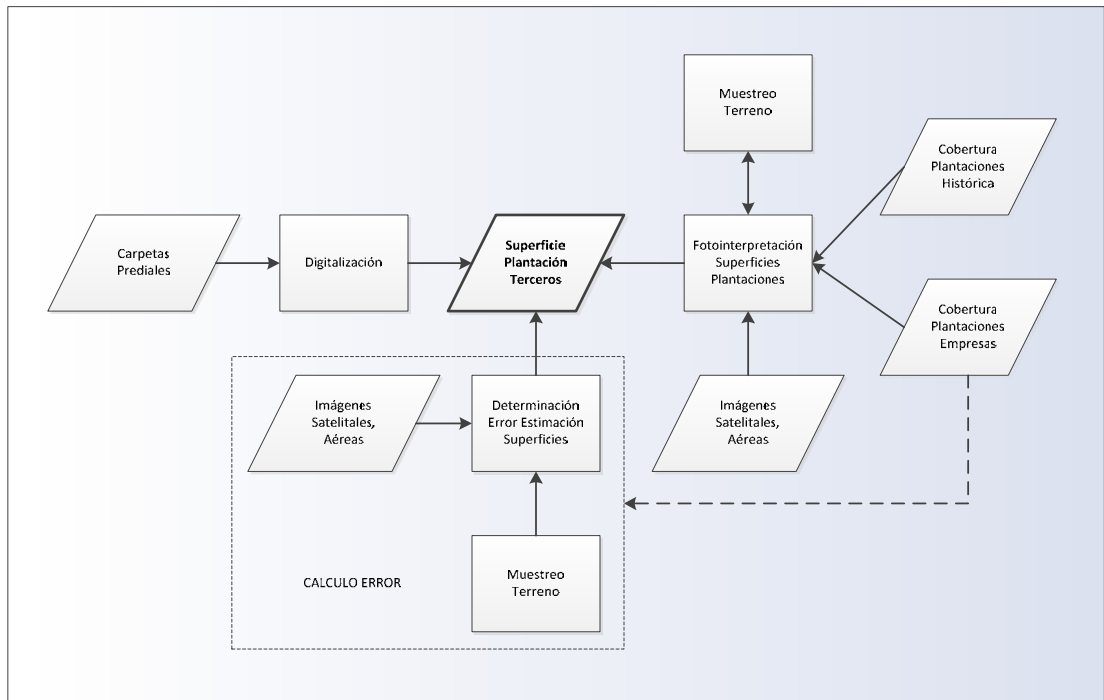 Muestreo
Terreno
Cobertura
Plantaciones
Histórica
Carpetas
Prediales
Digitalización
Superficie
Plantación
Terceros
Fotointerpretación
Superficies
Plantaciones
Cobertura
Plantaciones
Empresas
Imágenes
Satelitales,
Aéreas
Determinación
Error Estimación
Superficies
Imágenes
Satelitales,
Aéreas
CALCULO ERROR
Muestreo
Terreno